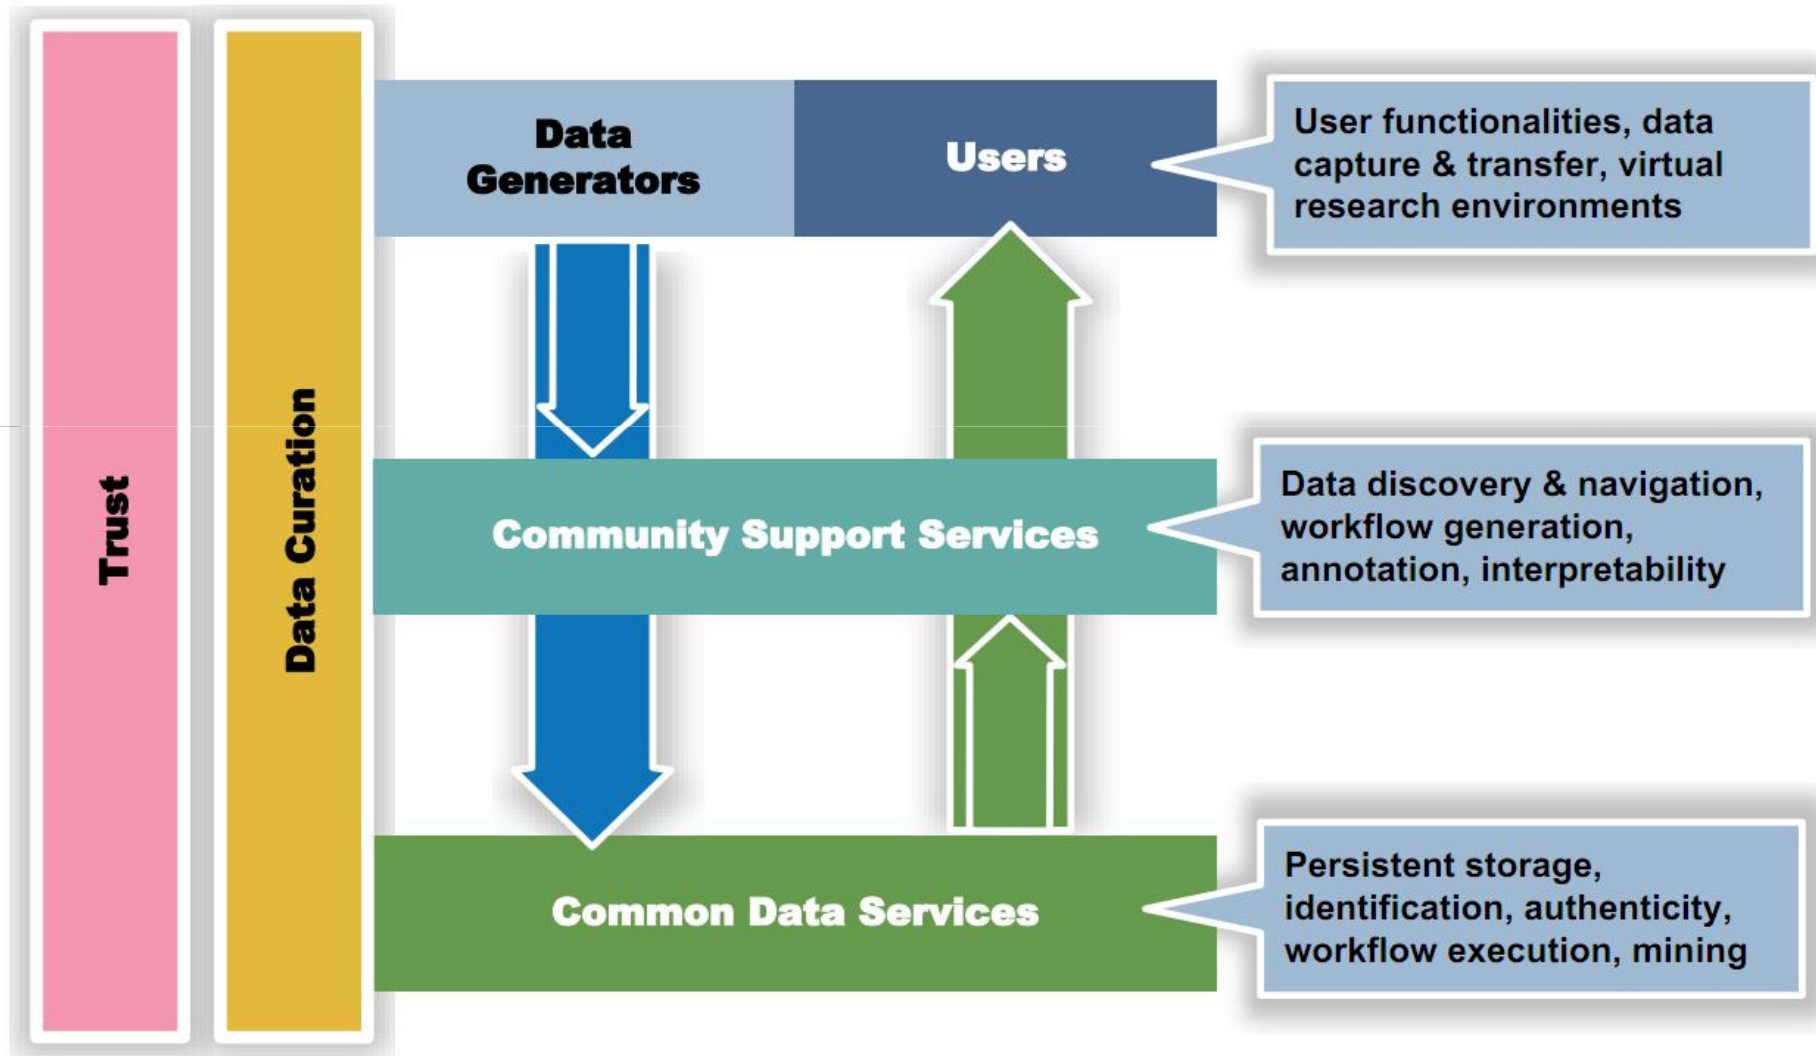 Trust
Data Curation
Data
Generators
Users
User functionalities, data
capture & transfer, virtual
research environments
Community Support Services
Data discovery & navigation,
workflow generation,
annotation, interpretability
Common Data Services
Persistent storage,
identification, authenticity,
workflow execution, mining